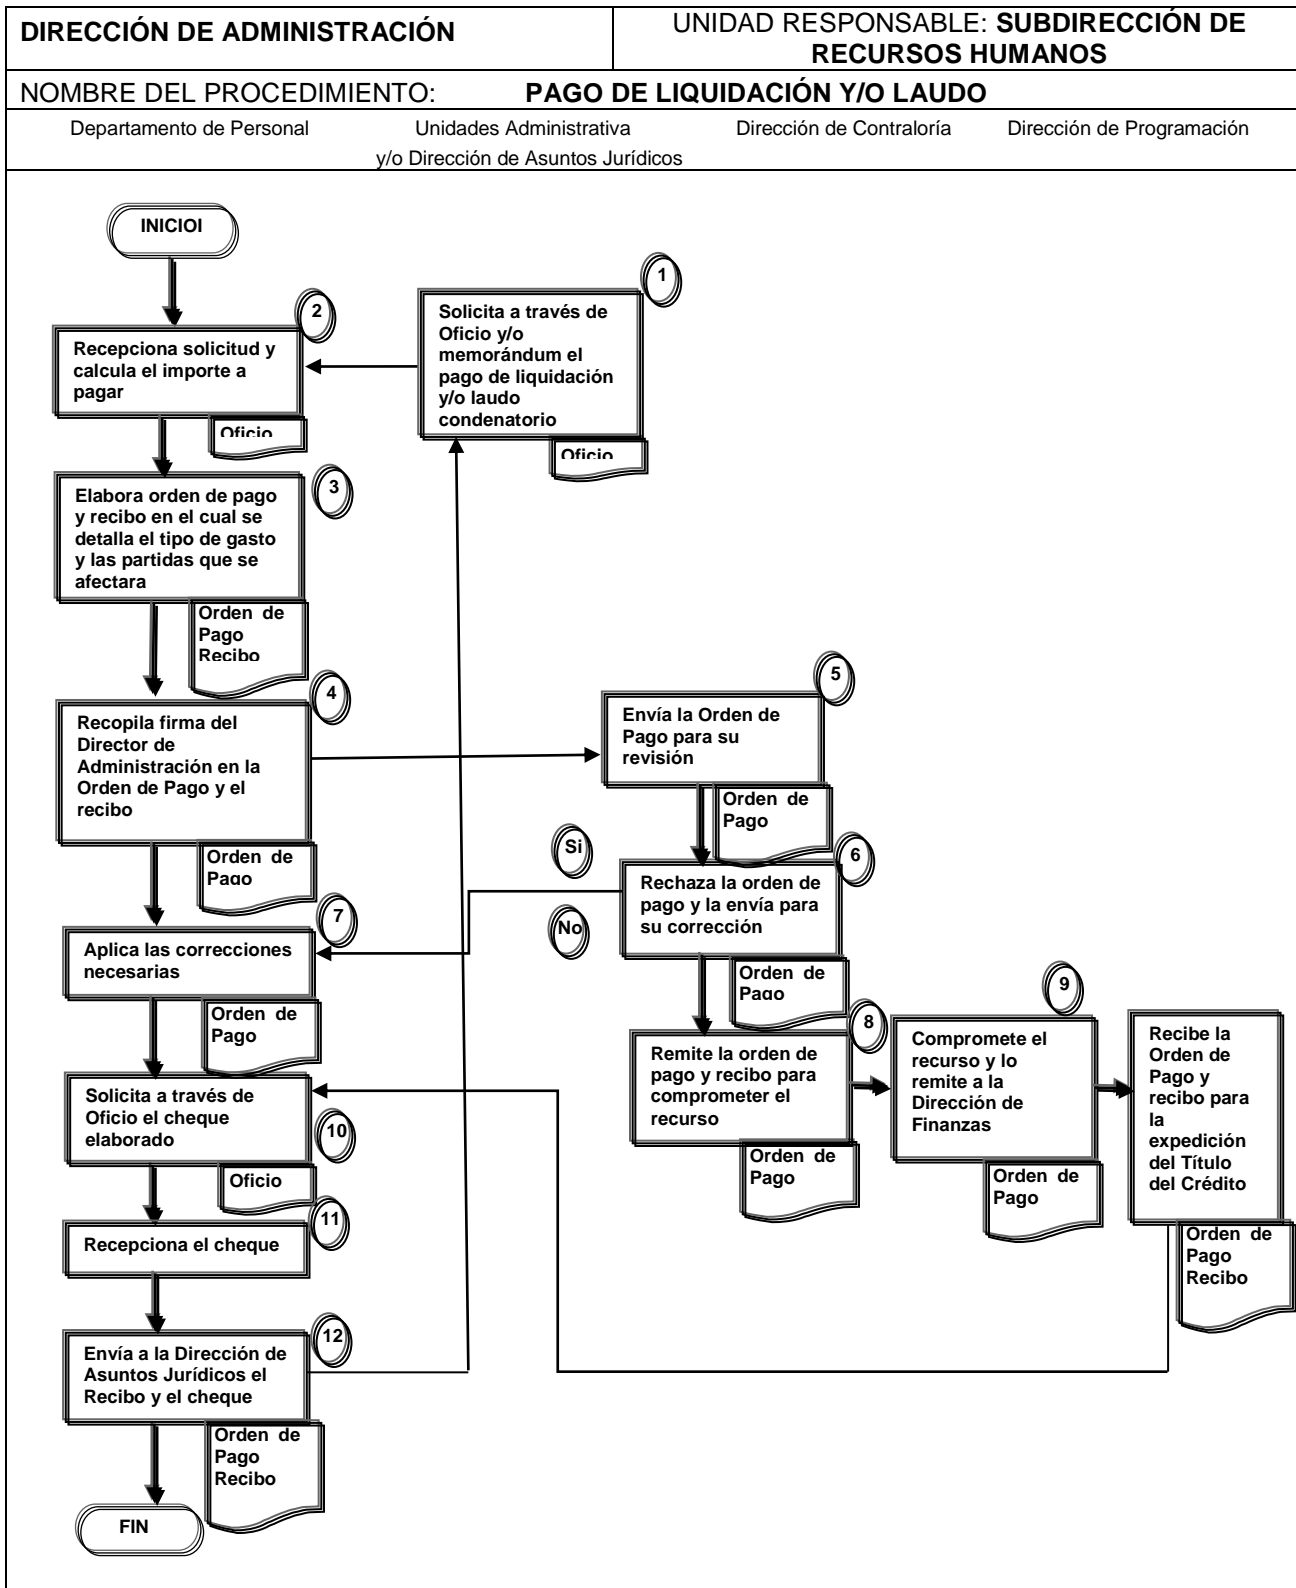 DIRECCIÓN DE ADMINISTRACIÓN
UNIDAD RESPONSABLE: SUBDIRECCIÓN DE
RECURSOS HUMANOS
NOMBRE DEL PROCEDIMIENTO: PAGO DE LIQUIDACIÓN Y/O LAUDO
Departamento de Personal
Unidades Administrativa
y/o Dirección de Asuntos Jurídicos
Dirección de Contraloría
Dirección de Programación
INICIOI
1
Solicita a través de
Oficio y/o
memorándum el
pago de liquidación
y/o laudo
condenatorio
Oficio
2
Recepciona solicitud y
calcula el importe a
pagar
Oficio
3
Elabora orden de pago
y recibo en el cual se
detalla el tipo de gasto
y las partidas que se
afectara
Orden de
Pago
Recibo
4
Recopila firma del
Director de
Administración en la
Orden de Pago y el
recibo
Orden de
Pago
5
Envía la Orden de
Pago para su
revisión
Orden de
Pago
Si
No
6
Rechaza la orden de
pago y la envía para
su corrección
Orden de
Pago
7
Aplica las correcciones
necesarias
Orden de
Pago
8
Remite la orden de
pago y recibo para
comprometer el
recurso
Orden de
Pago
9
Compromete el
recurso y lo
remite a la
Dirección de
Finanzas
Orden de
Pago
Recibe la
Orden de
Pago y
recibo para
la
expedición
del Título
del Crédito
Orden de
Pago
Recibo
Solicita a través de
Oficio el cheque
elaborado
10
Oficio
11
Recepciona el cheque
12
Envía a la Dirección de
Asuntos Jurídicos el
Recibo y el cheque
Orden de
Pago
Recibo
FIN